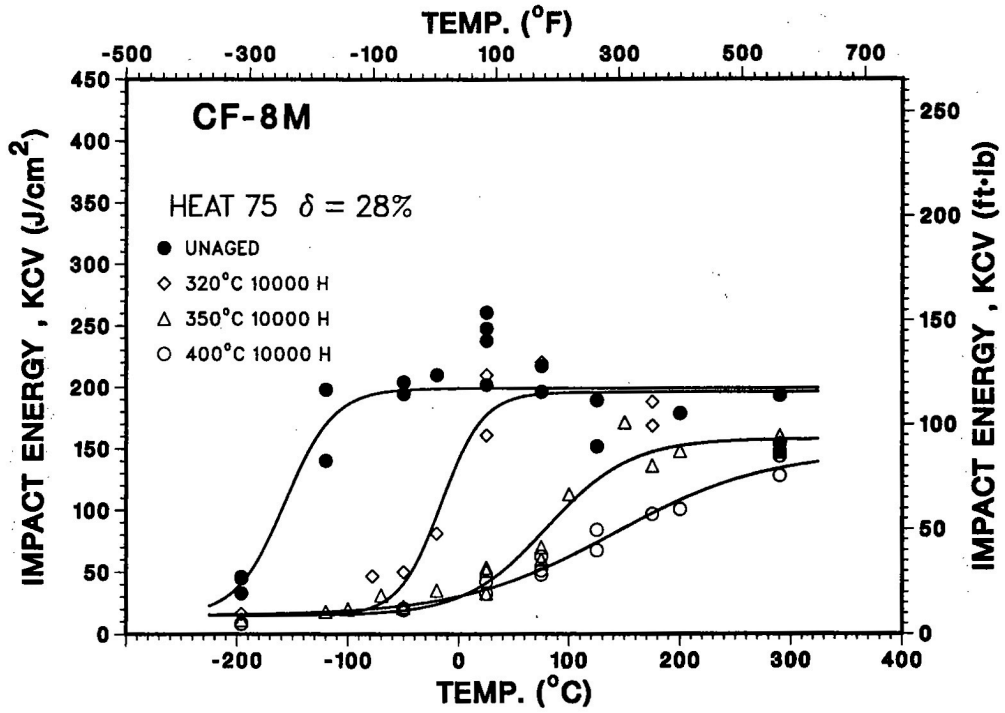 TEMP. (°F)
-500 -300 -100 100 300 500 700
450
400
350
300
250
200
150
100
50
0
IMPACT ENERGY , KCV (J/cm²)
CF-8M
HEAT 75 δ = 28%
UNAGED
320°C 10000 H
350°C 10000 H
400°C 10000 H
250
200
150
100
50
0
IMPACT ENERGY , KCV (ft·lb)
-200 -100 0 100 200 300 400
TEMP. (°C)